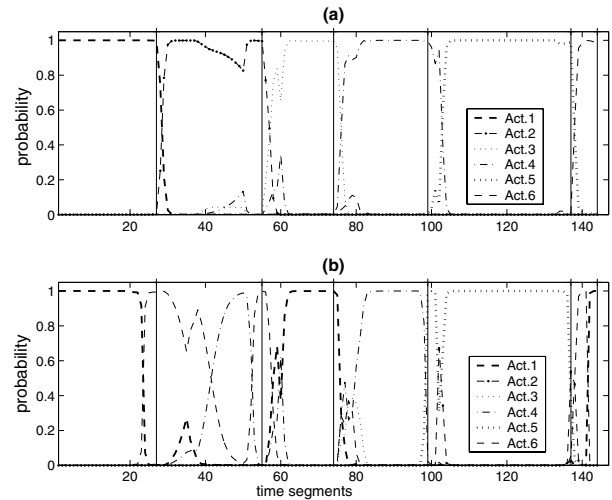 (a)
probability
1
0.8
0.6
0.4
0.2
0
Act.1
Act.2
Act.3
Act.4
Act.5
Act.6
20 40 60 80 100 120 140
(b)
probability
1
0.8
0.6
0.4
0.2
0
Act.1
Act.2
Act.3
Act.4
Act.5
Act.6
20 40 60 80 100 120 140
time segments